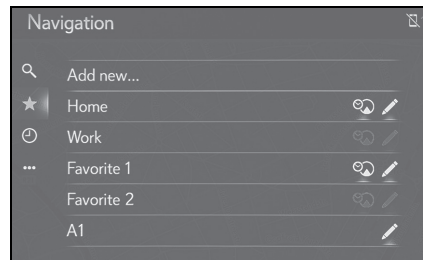 Navigation
Add new...
Home
Work
Favorite 1
Favorite 2
A1